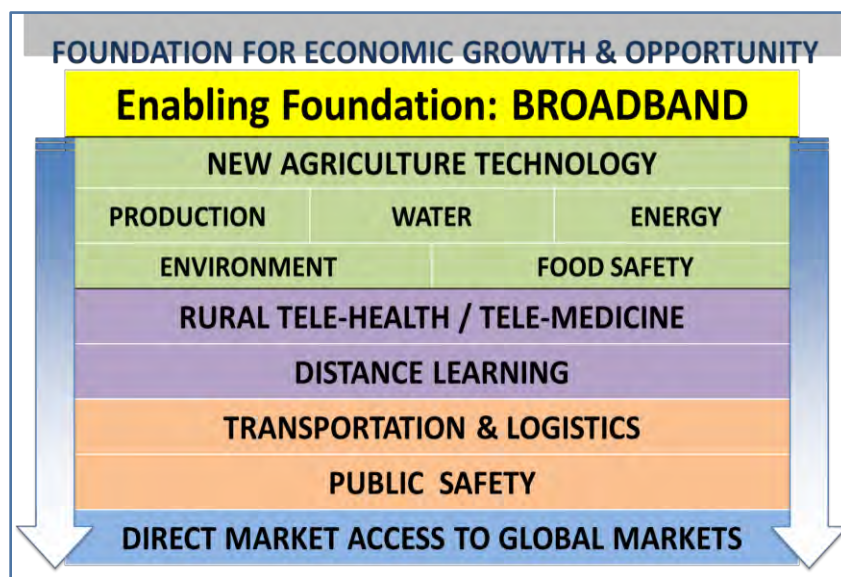 FOUNDATION FOR ECONOMIC GROWTH & OPPORTUNITY
Enabling Foundation: BROADBAND
NEW AGRICULTURE TECHNOLOGY
PRODUCTION WATER ENERGY
ENVIRONMENT FOOD SAFETY
RURAL TELE-HEALTH / TELE-MEDICINE
DISTANCE LEARNING
TRANSPORTATION & LOGISTICS
PUBLIC SAFETY
DIRECT MARKET ACCESS TO GLOBAL MARKETS